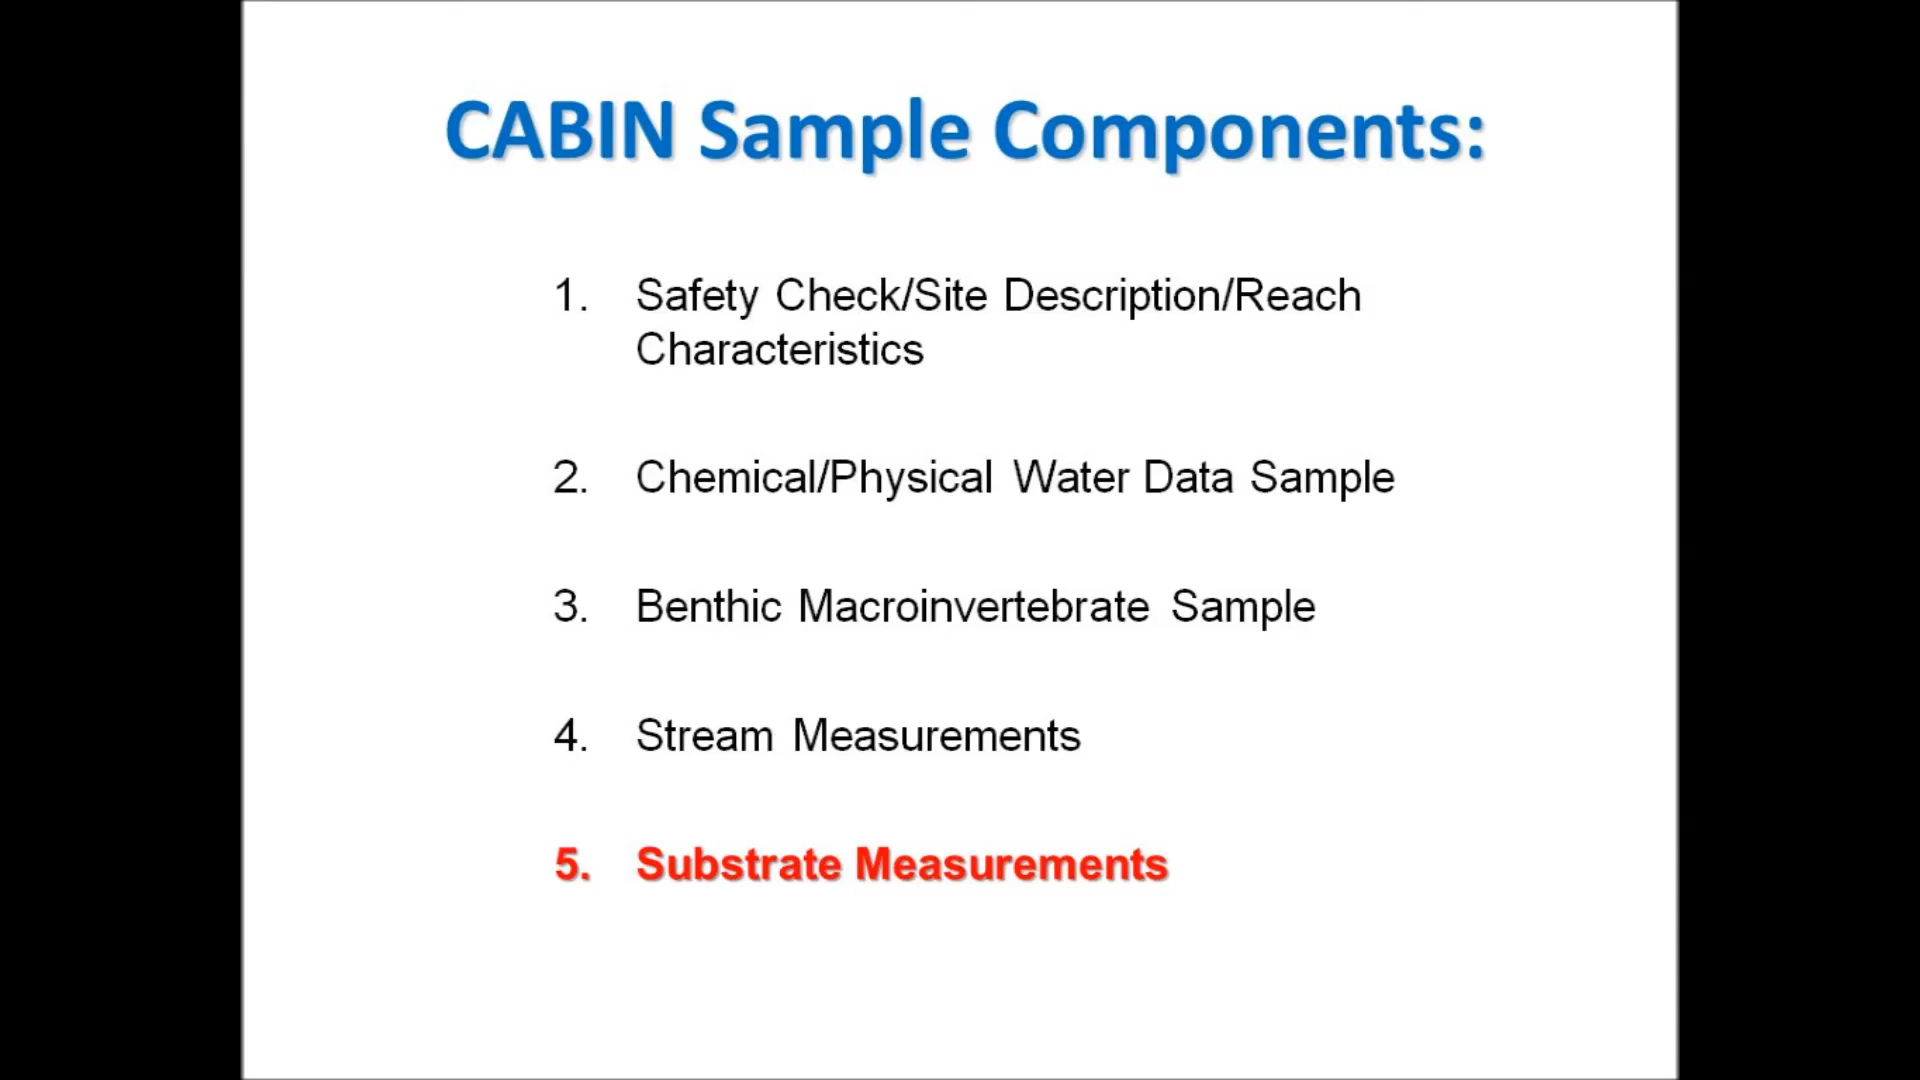 CABIN Sample Components:
1. Safety Check/Site Description/Reach
Characteristics
2. Chemical/Physical Water Data Sample
3. Benthic Macroinvertebrate Sample
4. Stream Measurements
5. Substrate Measurements